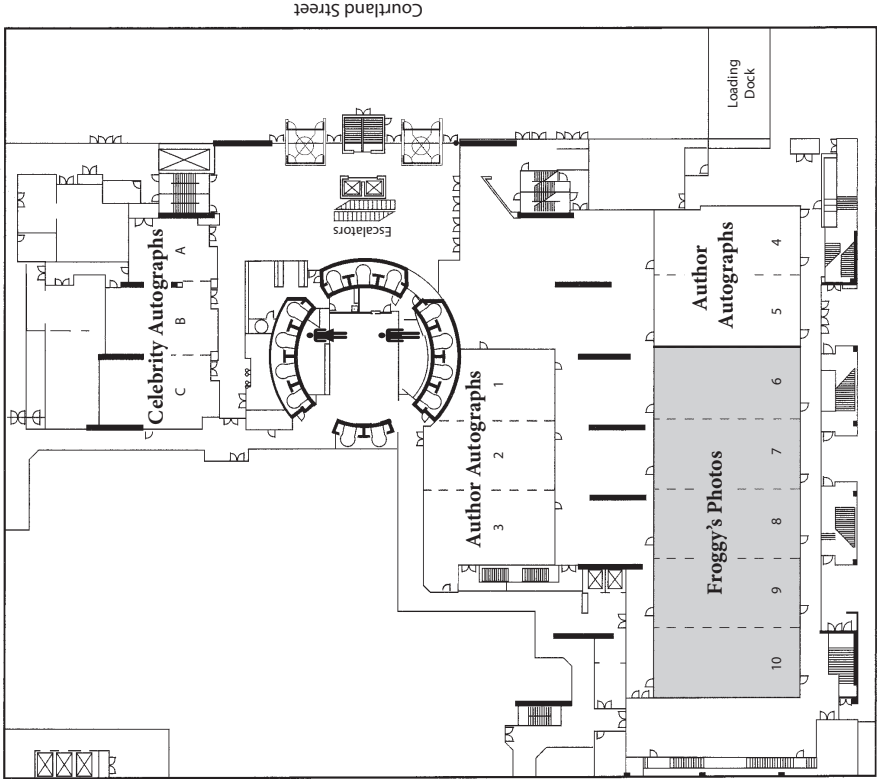 Courtland Street
Loading
Dock
Escalators
Celebrity Autographs
A
B
C
Author
Autographs
4
5
Author Autographs
1
2
3
Froggy's Photos
6
7
8
9
10